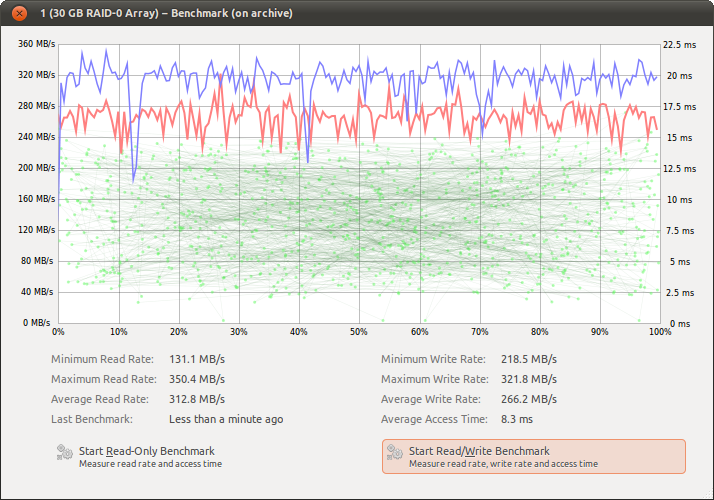 1 (30 GB RAID-0 Array) – Benchmark (on archive)
360 MB/s
320 MB/s
280 MB/s
240 MB/s
200 MB/s
160 MB/s
120 MB/s
80 MB/s
40 MB/s
0 MB/s
22.5 ms
20 ms
17.5 ms
15 ms
12.5 ms
10 ms
7.5 ms
5 ms
2.5 ms
0 ms
0% 10% 20% 30% 40% 50% 60% 70% 80% 90% 100%
Minimum Read Rate: 131.1 MB/s
Maximum Read Rate: 350.4 MB/s
Average Read Rate: 312.8 MB/s
Last Benchmark: Less than a minute ago
Minimum Write Rate: 218.5 MB/s
Maximum Write Rate: 321.8 MB/s
Average Write Rate: 266.2 MB/s
Average Access Time: 8.3 ms
Start Read-Only Benchmark
Measure read rate and access time
Start Read/Write Benchmark
Measure read rate, write rate and access time